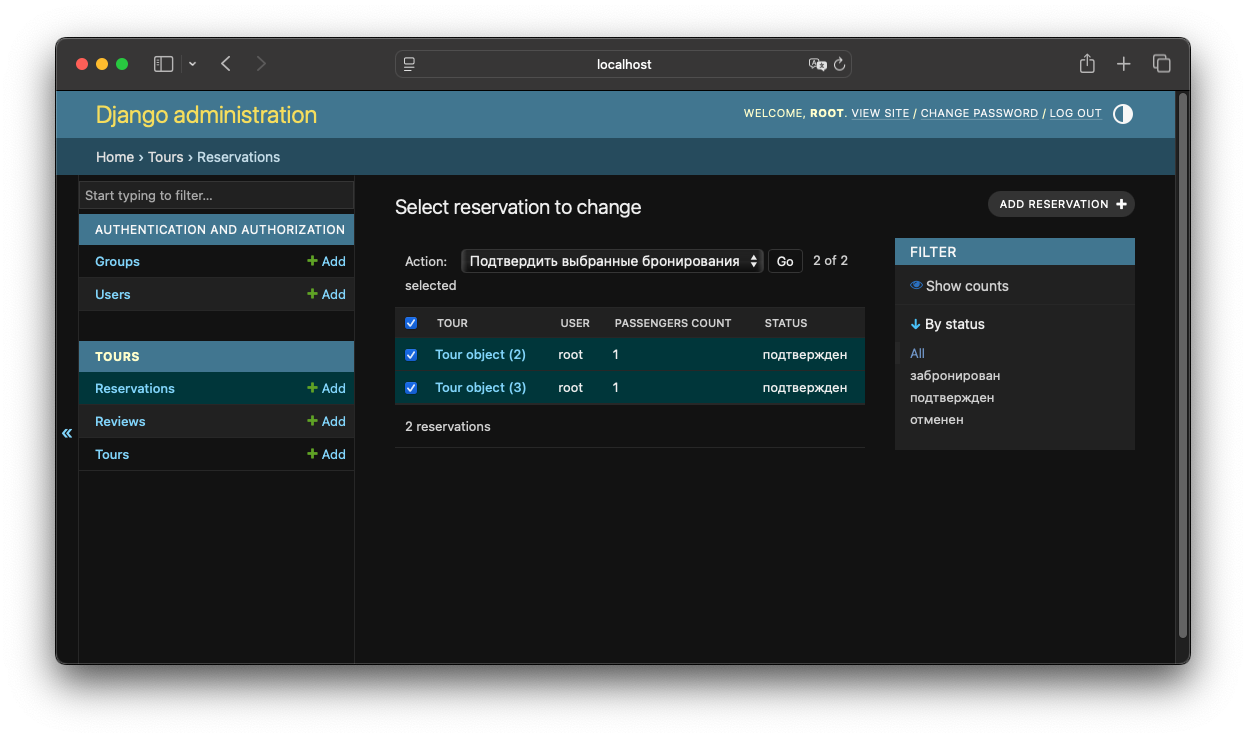 localhost
Django administration
WELCOME, ROOT. VIEW SITE / CHANGE PASSWORD / LOG OUT
Home › Tours › Reservations
Start typing to filter...
AUTHENTICATION AND AUTHORIZATION
Groups + Add
Users + Add
TOURS
Reservations + Add
Reviews + Add
Tours + Add
«
Select reservation to change
ADD RESERVATION +
Action: Подтвердить выбранные бронирования Go 2 of 2
selected
TOUR USER PASSENGERS COUNT STATUS
Tour object (2) root 1 подтвержден
Tour object (3) root 1 подтвержден
2 reservations
FILTER
Show counts
↓ By status
All
забронирован
подтвержден
отменен